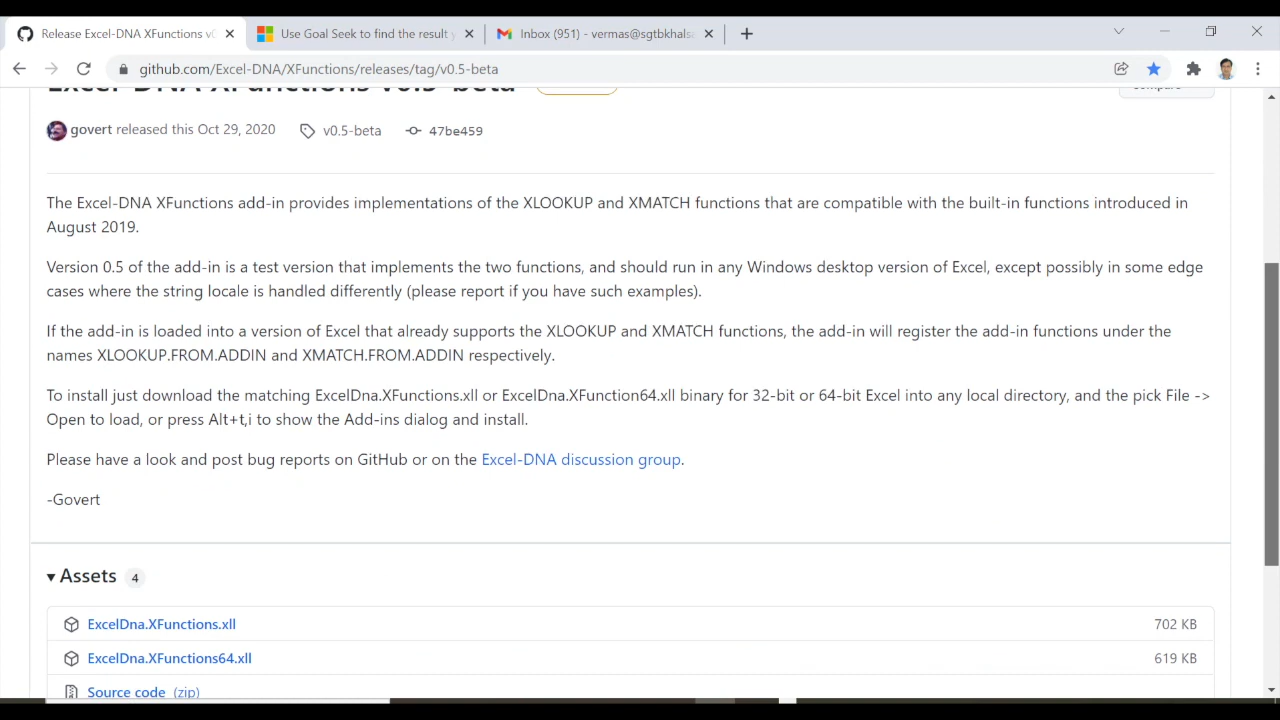 Release Excel-DNA XFunctions v0
Use Goal Seek to find the result y
Inbox (951) - vermas@sgtbkhalsa
github.com/Excel-DNA/XFunctions/releases/tag/v0.5-beta
Excel-DNA XFunctions v0.5-beta
Compare
govert released this Oct 29, 2020
v0.5-beta
47be459
The Excel-DNA XFunctions add-in provides implementations of the XLOOKUP and XMATCH functions that are compatible with the built-in functions introduced in
August 2019.
Version 0.5 of the add-in is a test version that implements the two functions, and should run in any Windows desktop version of Excel, except possibly in some edge
cases where the string locale is handled differently (please report if you have such examples).
If the add-in is loaded into a version of Excel that already supports the XLOOKUP and XMATCH functions, the add-in will register the add-in functions under the
names XLOOKUP.FROM.ADDIN and XMATCH.FROM.ADDIN respectively.
To install just download the matching ExcelDna.XFunctions.xll or ExcelDna.XFunction64.xll binary for 32-bit or 64-bit Excel into any local directory, and the pick File ->
Open to load, or press Alt+t,i to show the Add-ins dialog and install.
Please have a look and post bug reports on GitHub or on the Excel-DNA discussion group.
-Govert
Assets 4
ExcelDna.XFunctions.xll 702 KB
ExcelDna.XFunctions64.xll 619 KB
Source code (zip)